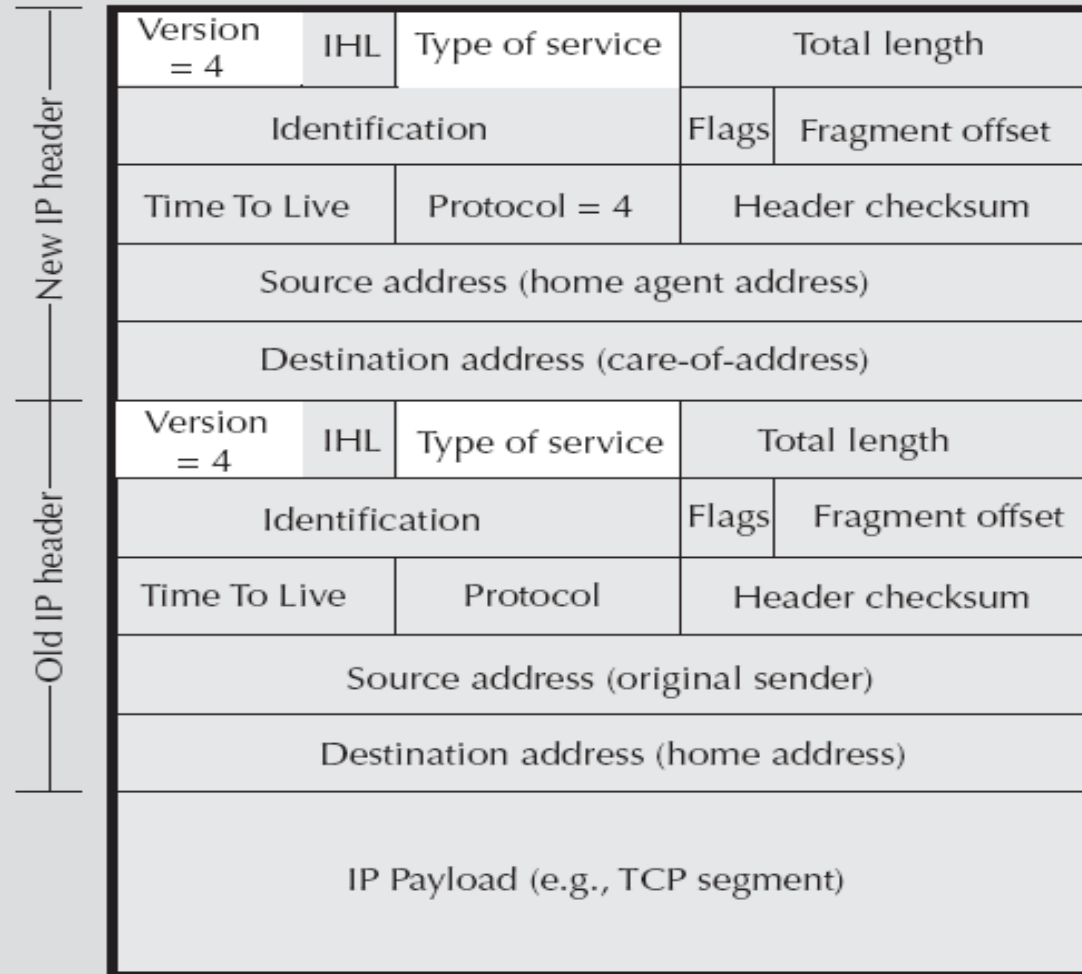 New IP header
Version
= 4
IHL
Type of service
Total length
Identification
Flags
Fragment offset
Time To Live
Protocol = 4
Header checksum
Source address (home agent address)
Destination address (care-of-address)
Old IP header
Version
= 4
IHL
Type of service
Total length
Identification
Flags
Fragment offset
Time To Live
Protocol
Header checksum
Source address (original sender)
Destination address (home address)
IP Payload (e.g., TCP segment)